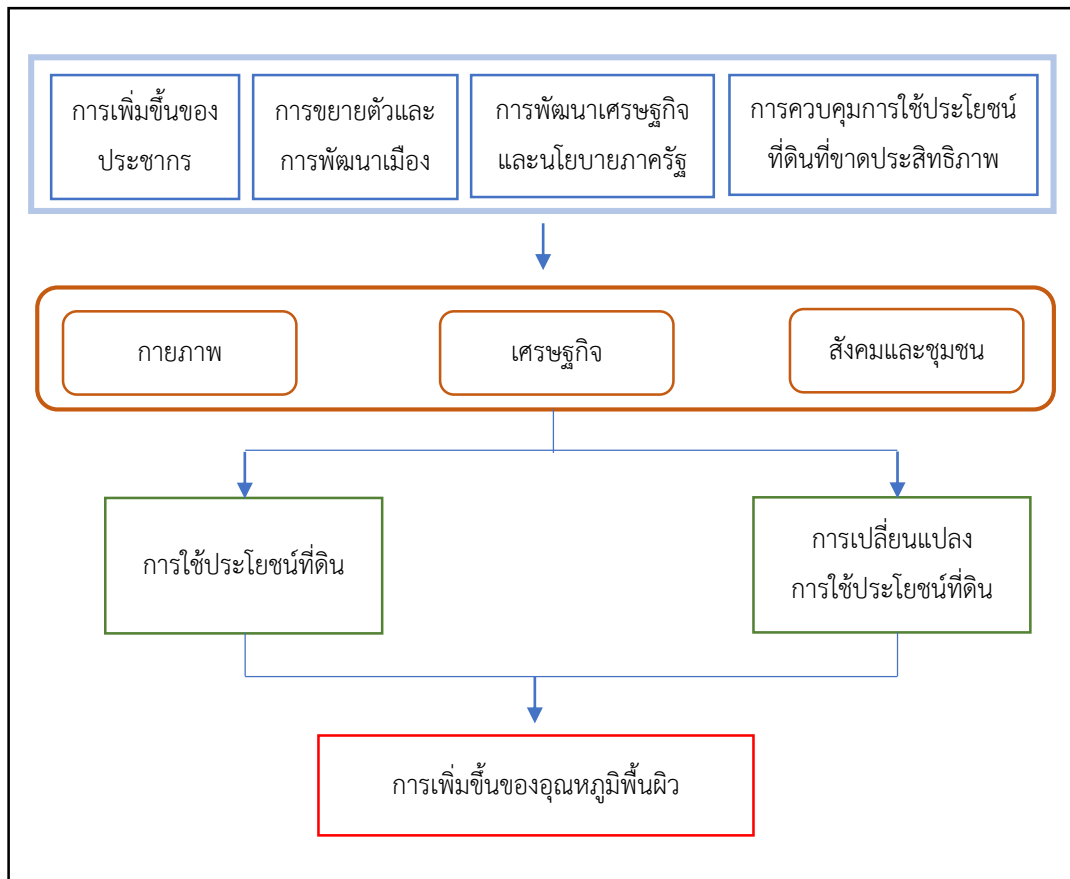 การเพิ่มขึ้นของ
ประชากร
การขยายตัวและ
การพัฒนาเมือง
การพัฒนาเศรษฐกิจ
และนโยบายภาครัฐ
การควบคุมการใช้ประโยชน์
ที่ดินที่ขาดประสิทธิภาพ
กายภาพ
เศรษฐกิจ
สังคมและชุมชน
การใช้ประโยชน์ที่ดิน
การเปลี่ยนแปลง
การใช้ประโยชน์ที่ดิน
การเพิ่มขึ้นของอุณหภูมิพื้นผิว